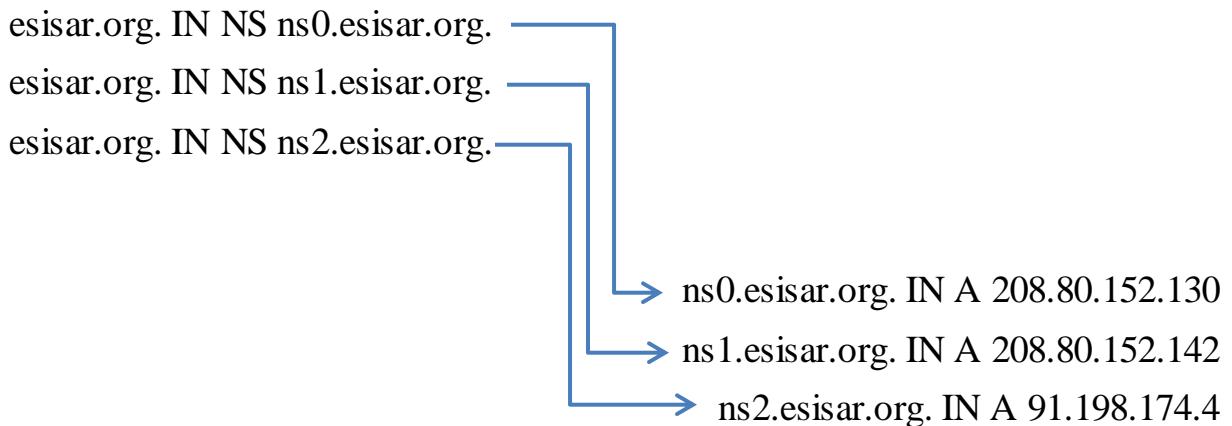 esisar.org. IN NS ns0.esisar.org.
esisar.org. IN NS ns1.esisar.org.
esisar.org. IN NS ns2.esisar.org.
ns0.esisar.org. IN A 208.80.152.130
ns1.esisar.org. IN A 208.80.152.142
ns2.esisar.org. IN A 91.198.174.4